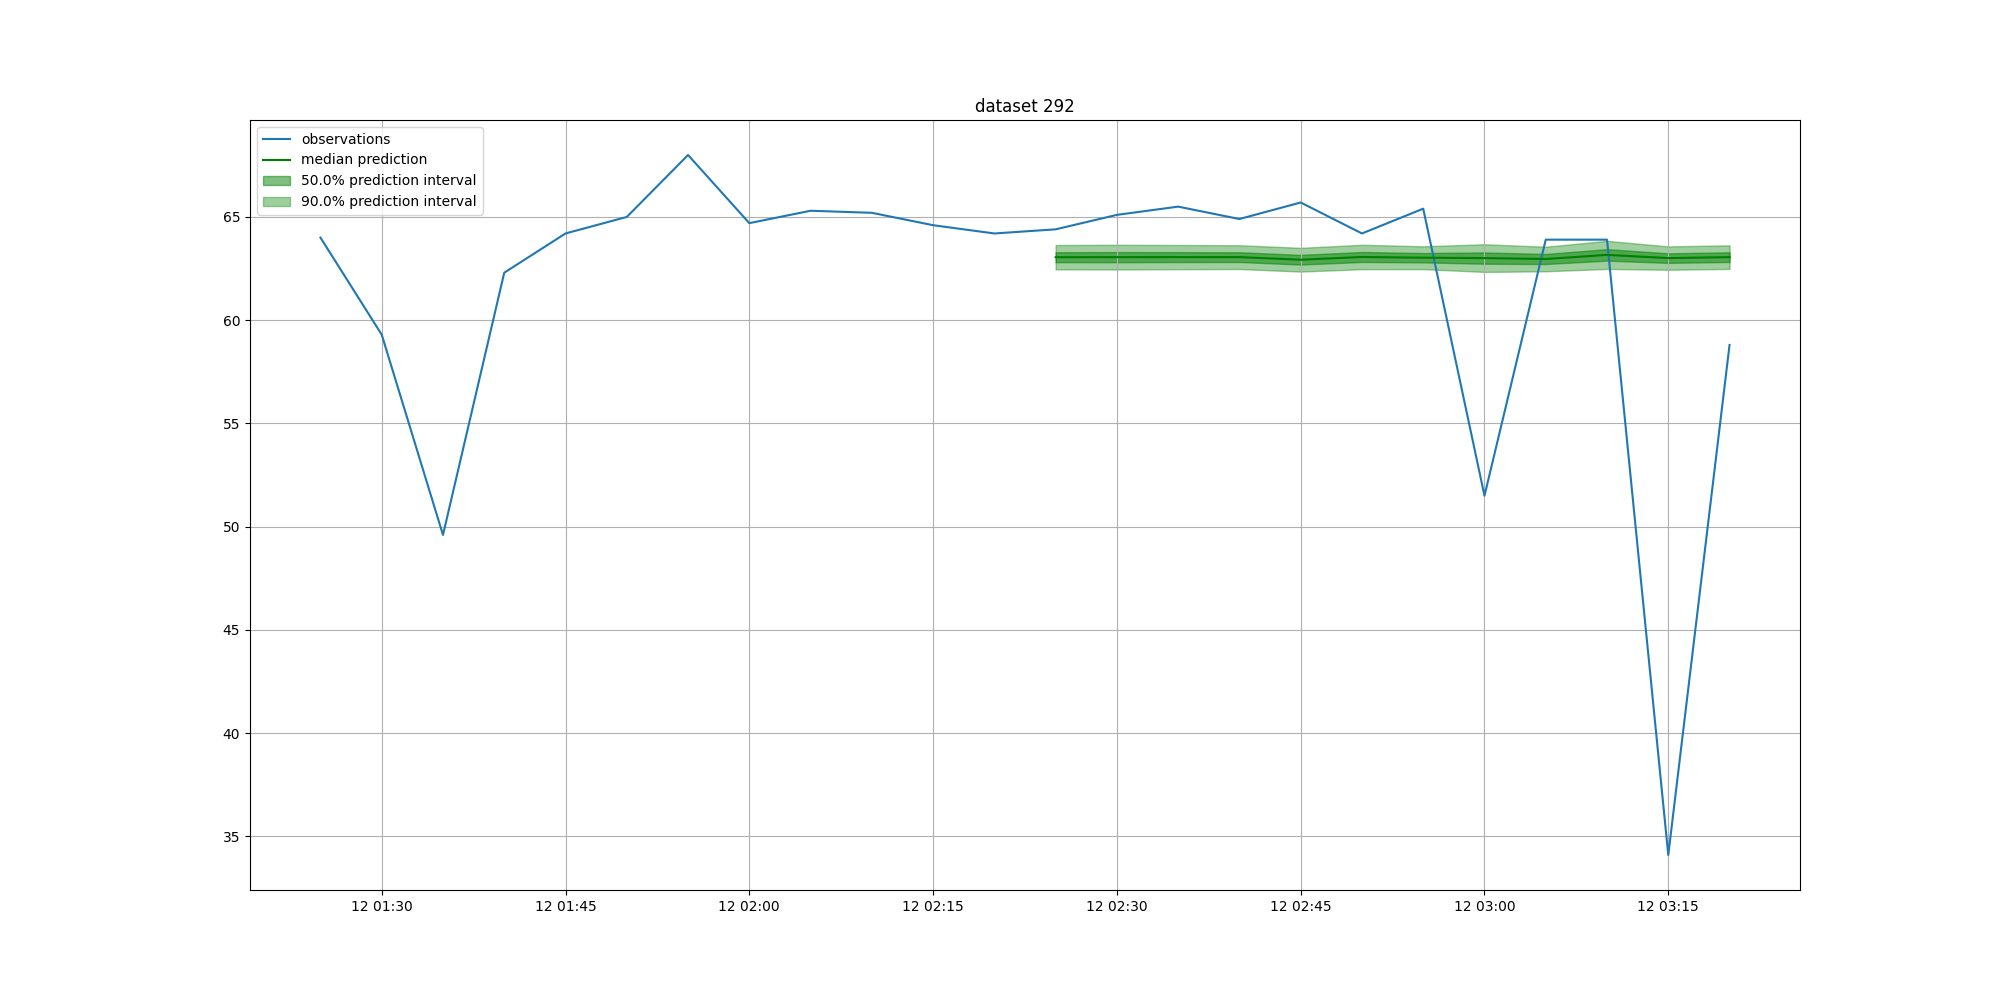 dataset 292
observations
median prediction
50.0% prediction interval
90.0% prediction interval
65
60
55
50
45
40
35
12 01:30 12 01:45 12 02:00 12 02:15 12 02:30 12 02:45 12 03:00 12 03:15